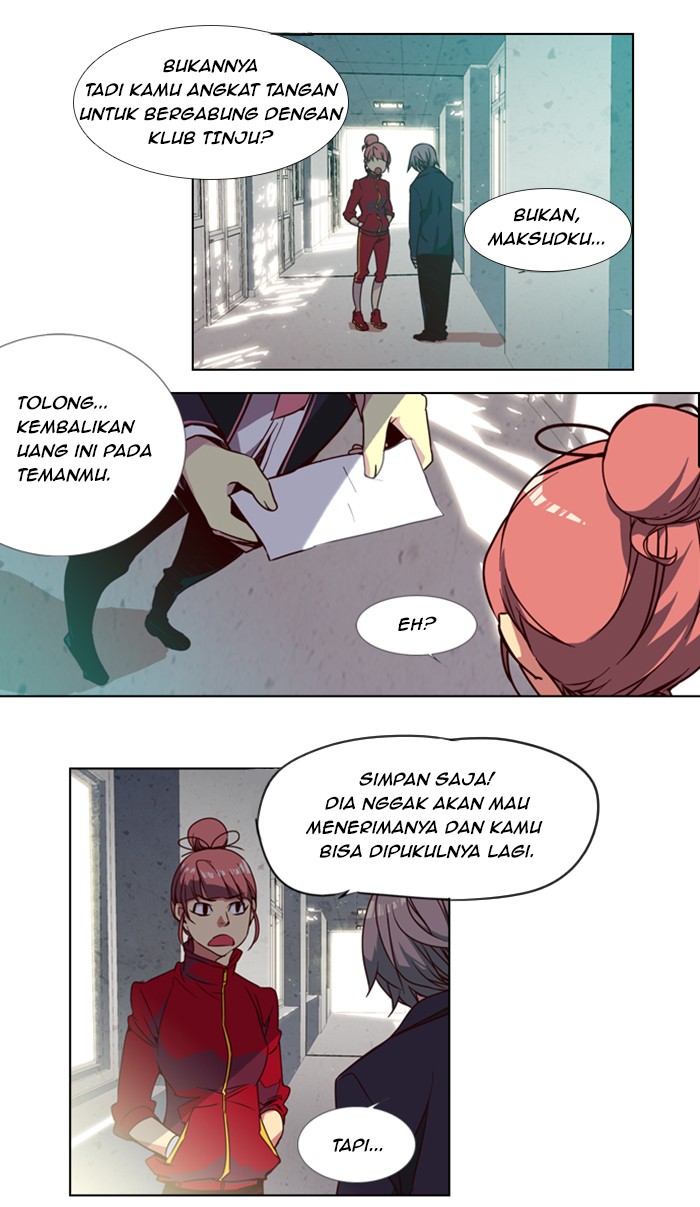 BUKANNYA
TADI KAMU ANGKAT TANGAN
UNTUK BERGABUNG DENGAN
KLUB TINJU?
BUKAN,
MAKSUDKU...
TOLONG...
KEMBALIKAN
UANG INI PADA
TEMANMU.
EH?
SIMPAN SAJA!
DIA NGGAK AKAN MAU
MENERIMANYA DAN KAMU
BISA DIPUKULNYA LAGI.
TAPI...